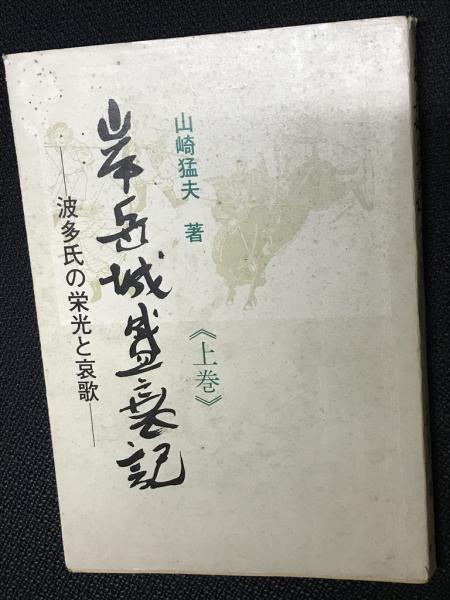 山崎猛夫 著
岸岳城盛衰記
《上巻》
―波多氏の栄光と哀歌―